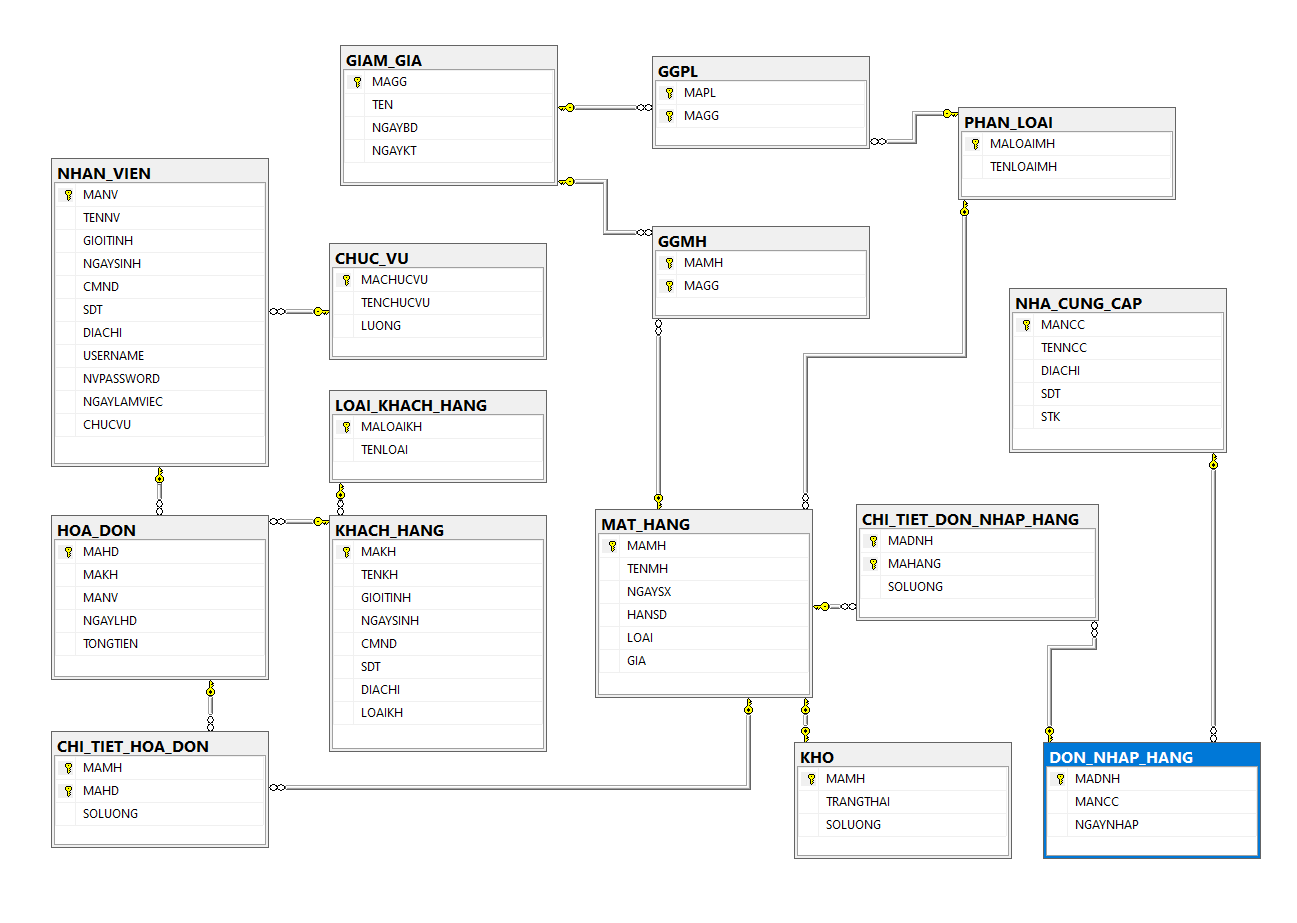 GIAM_GIA
MAGG
TEN
NGAYBD
NGAYKT
GGPL
MAPL
MAGG
PHAN_LOAI
MALOAIMH
TENLOAIMH
NHAN_VIEN
MANV
TENNV
GIOITINH
NGAYSINH
CMND
SDT
DIACHI
USERNAME
NVPASSWORD
NGAYLAMVIEC
CHUCVU
CHUC_VU
MACHUCVU
TENCHUCVU
LUONG
GGMH
MAMH
MAGG
NHA_CUNG_CAP
MANCC
TENNCC
DIACHI
SDT
STK
LOAI_KHACH_HANG
MALOAIKH
TENLOAI
HOA_DON
MAHD
MAKH
MANV
NGAYLHD
TONGTIEN
KHACH_HANG
MAKH
TENKH
GIOITINH
NGAYSINH
CMND
SDT
DIACHI
LOAIKH
MAT_HANG
MAMH
TENMH
NGAYSX
HANSD
LOAI
GIA
CHI_TIET_DON_NHAP_HANG
MADNH
MAHANG
SOLUONG
CHI_TIET_HOA_DON
MAMH
MAHD
SOLUONG
KHO
MAMH
TRANGTHAI
SOLUONG
DON_NHAP_HANG
MADNH
MANCC
NGAYNHAP